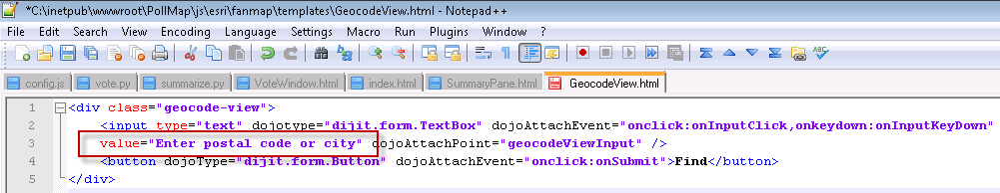 *C:\inetpub\wwwroot\PollMap\js\esri\fanmap\templates\GeocodeView.html - Notepad++
File Edit Search View Encoding Language Settings Macro Run Plugins Window ?
config.js vote.py summarize.py VoteWindow.html index.html SummaryPane.html GeocodeView.html
1 <div class="geocode-view">
2 <input type="text" dojotype="dijit.form.TextBox" dojoAttachEvent="onclick:onInputClick,onkeydown:onInputKeyDown"
3 value="Enter postal code or city" dojoAttachPoint="geocodeViewInput" />
4 <button dojoType="dijit.form.Button" dojoAttachEvent="onclick:onSubmit">Find</button>
5 </div>